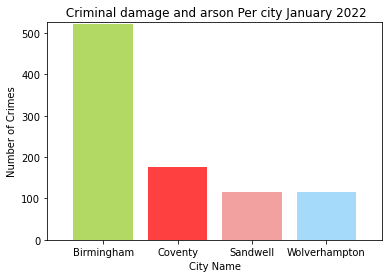 Criminal damage and arson Per city January 2022
500
400
300
200
100
0
Number of Crimes
Birmingham Coventy Sandwell Wolverhampton
City Name